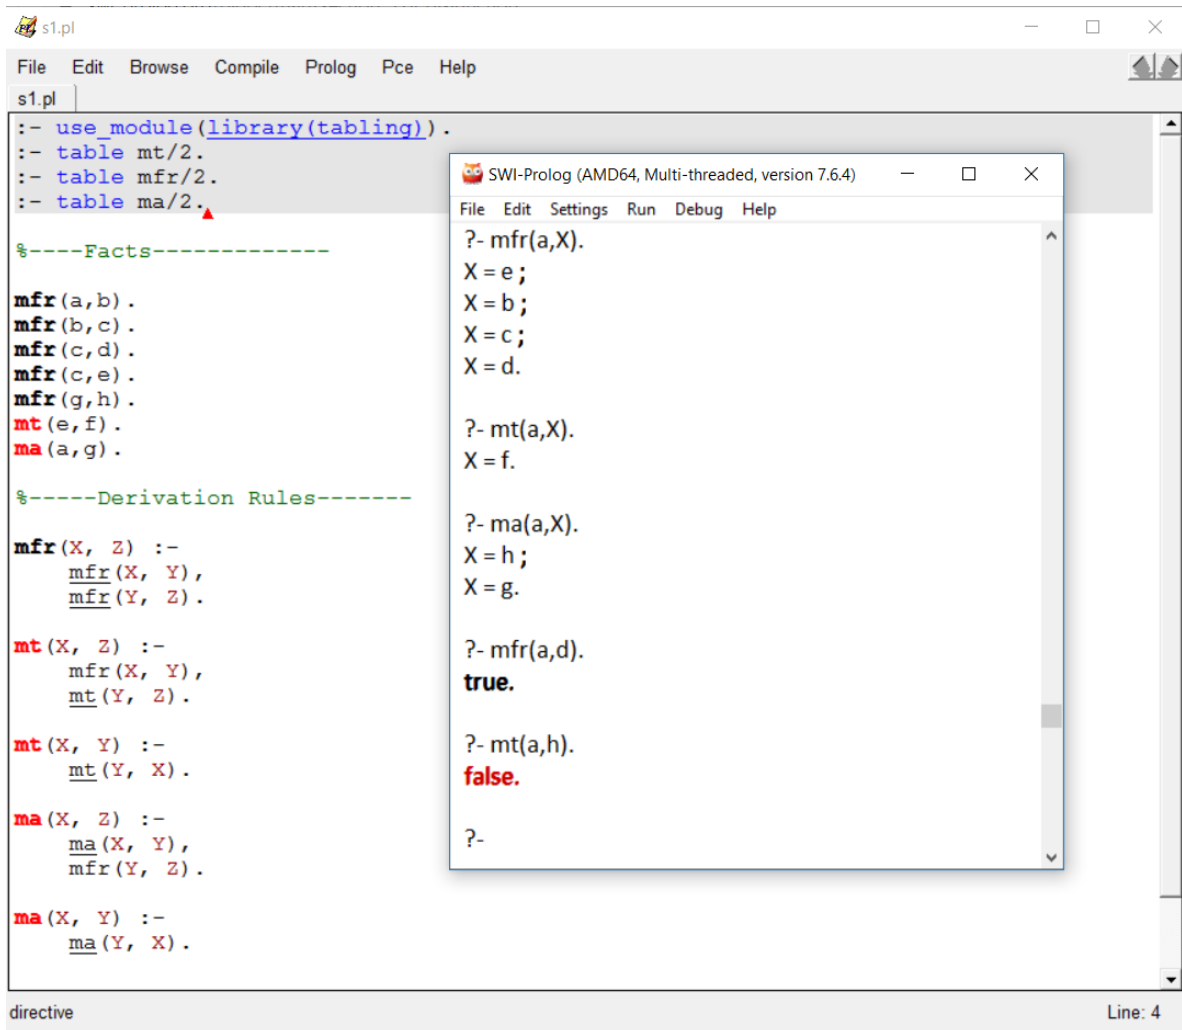 s1.pl
File Edit Browse Compile Prolog Pce Help
s1.pl
:- use_module(library(tabling)).
:- table mt/2.
:- table mfr/2.
:- table ma/2.
%----Facts-------------
mfr(a,b).
mfr(b,c).
mfr(c,d).
mfr(c,e).
mfr(g,h).
mt(e,f).
ma(a,g).
%-----Derivation Rules-------
mfr(X, Z) :-
mfr(X, Y),
mfr(Y, Z).
mt(X, Z) :-
mfr(X, Y),
mt(Y, Z).
mt(X, Y) :-
mt(Y, X).
ma(X, Z) :-
ma(X, Y),
mfr(Y, Z).
ma(X, Y) :-
ma(Y, X).
SWI-Prolog (AMD64, Multi-threaded, version 7.6.4)
File Edit Settings Run Debug Help
?- mfr(a,X).
X = e ;
X = b ;
X = c ;
X = d.
?- mt(a,X).
X = f.
?- ma(a,X).
X = h ;
X = g.
?- mfr(a,d).
true.
?- mt(a,h).
false.
?-
directive
Line: 4